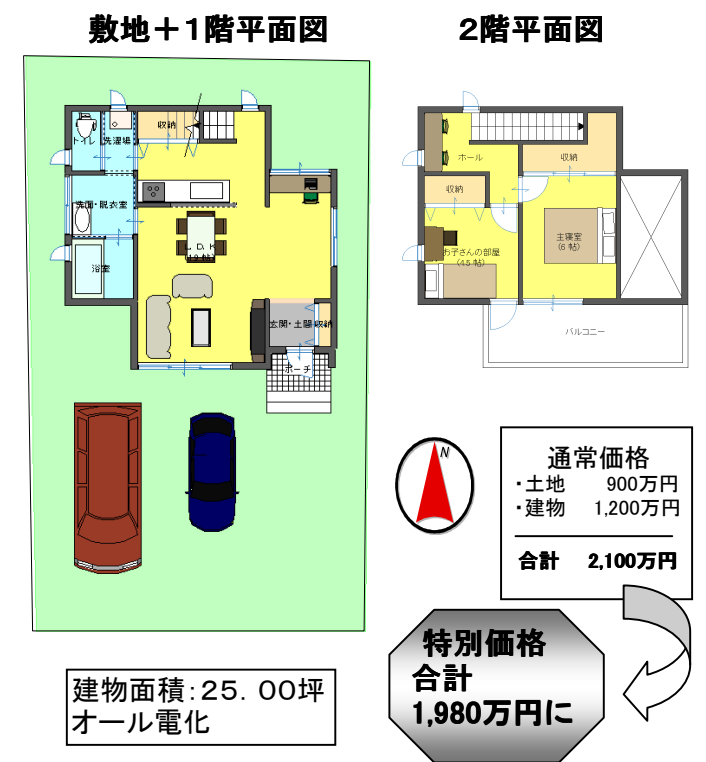 敷地＋１階平面図
２階平面図
収納
トイレ
洗濯場
洗面・脱衣室
浴室
ＬＤＫ
玄関・土間
収納
ポーチ
ホール
収納
収納
お子さんの部屋
(4.5 帖)
主寝室
(6 帖)
バルコニー
N
通常価格
・土地 900万円
・建物 1,200万円
合計 2,100万円
特別価格
合計
1,980万円に
建物面積：２５．００坪
オール電化